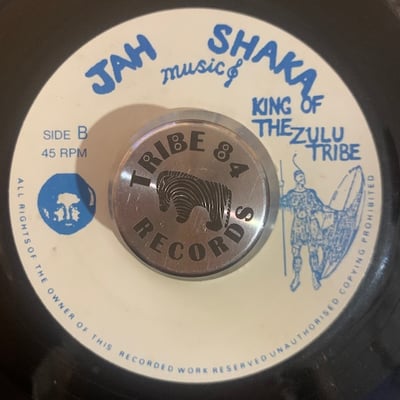 JAH SHAKA
music
KING OF
THE ZULU
TRIBE
SIDE B
45 RPM
TRIBE 84
RECORDS
ALL RIGHTS OF THE OWNER OF THIS RECORDED WORK RESERVED UNAUTHORISED COPYING PROHIBITED